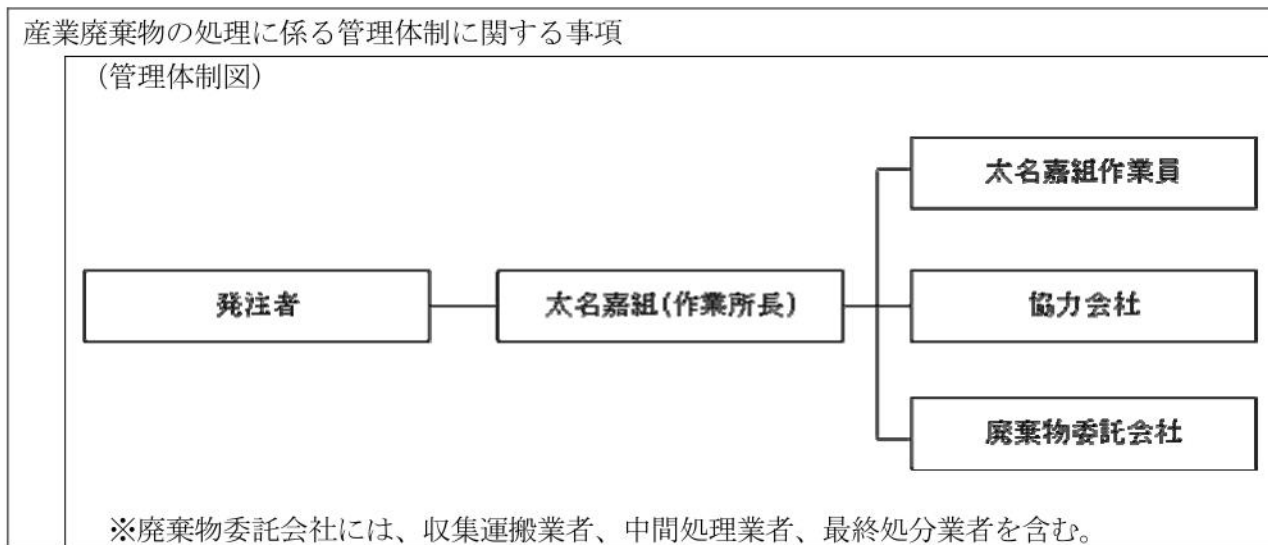 産業廃棄物の処理に係る管理体制に関する事項
（管理体制図）
太名嘉組作業員
発注者
太名嘉組(作業所長)
協力会社
廃棄物委託会社
※廃棄物委託会社には、収集運搬業者、中間処理業者、最終処分業者を含む。